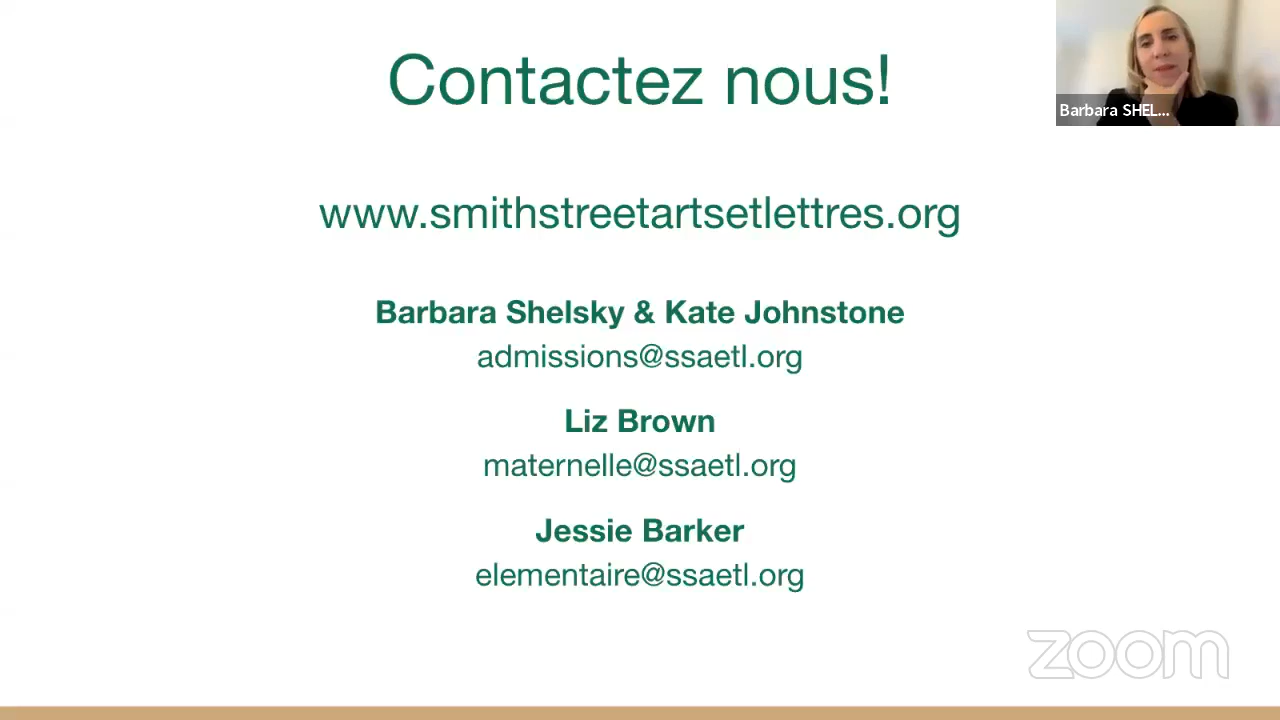 Contactez nous!
Barbara SHEL...
www.smithstreetartsetlettres.org
Barbara Shelsky & Kate Johnstone
admissions@ssaetl.org
Liz Brown
maternelle@ssaetl.org
Jessie Barker
elementaire@ssaetl.org
zoom